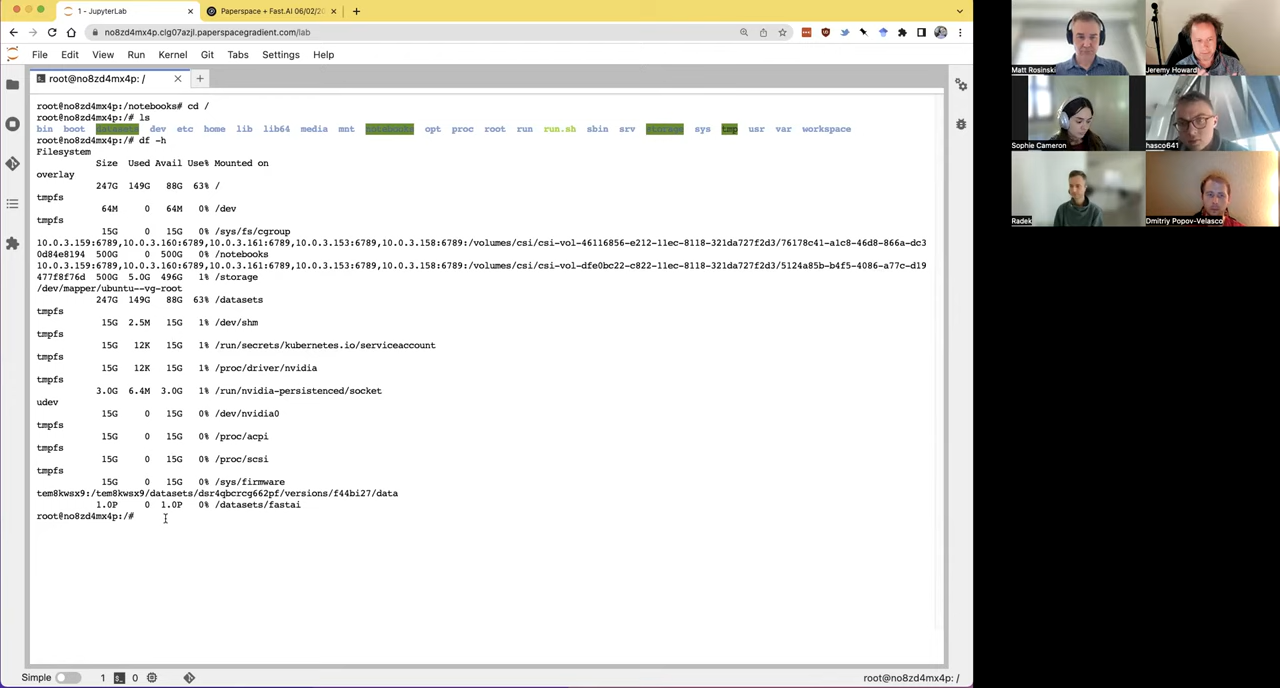 1 - JupyterLab
Paperspace + Fast.AI 06/02/20
no8zd4mx4p.clg07azjl.paperspacegradient.com/lab
File Edit View Run Kernel Git Tabs Settings Help
root@no8zd4mx4p: /
root@no8zd4mx4p:/notebooks# cd /
root@no8zd4mx4p:/# ls
bin boot datasets dev etc home lib lib64 media mnt notebooks opt proc root run run.sh sbin srv storage sys tmp usr var workspace
root@no8zd4mx4p:/# df -h
Filesystem
Size Used Avail Use% Mounted on
overlay
247G 149G 88G 63% /
tmpfs
64M 0 64M 0% /dev
tmpfs
15G 0 15G 0% /sys/fs/cgroup
10.0.3.159:6789,10.0.3.160:6789,10.0.3.161:6789,10.0.3.153:6789,10.0.3.158:6789:/volumes/csi/csi-vol-46116856-e212-11ec-8118-321da727f2d3/76178c41-a1c8-46d8-866a-dc3
0d84e8194 500G 0 500G 0% /notebooks
10.0.3.159:6789,10.0.3.160:6789,10.0.3.161:6789,10.0.3.153:6789,10.0.3.158:6789:/volumes/csi/csi-vol-dfe0bc22-c822-11ec-8118-321da727f2d3/5124a85b-b4f5-4086-a77c-d19
477f8f76d 500G 5.0G 496G 1% /storage
/dev/mapper/ubuntu--vg-root
247G 149G 88G 63% /datasets
tmpfs
15G 2.5M 15G 1% /dev/shm
tmpfs
15G 12K 15G 1% /run/secrets/kubernetes.io/serviceaccount
tmpfs
15G 12K 15G 1% /proc/driver/nvidia
tmpfs
3.0G 6.4M 3.0G 1% /run/nvidia-persistenced/socket
udev
15G 0 15G 0% /dev/nvidia0
tmpfs
15G 0 15G 0% /proc/acpi
tmpfs
15G 0 15G 0% /proc/scsi
tmpfs
15G 0 15G 0% /sys/firmware
tem8kwsx9:/tem8kwsx9/datasets/dsr4qbcrcg662pf/versions/f44bi27/data
1.0P 0 1.0P 0% /datasets/fastai
root@no8zd4mx4p:/#
Simple 1 0 root@no8zd4mx4p: /
Matt Rosinski
Jeremy Howard
Sophie Cameron
hasco641
Radek
Dmitriy Popov-Velasco